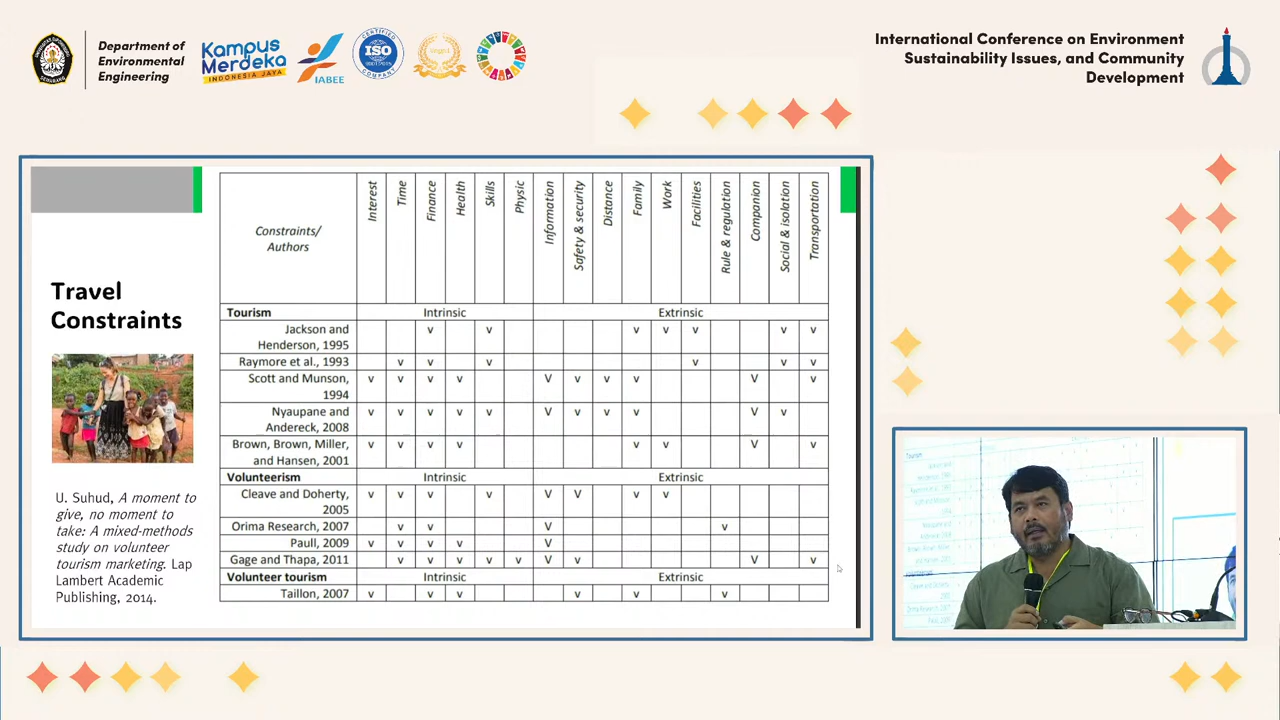 Department of
Environmental
Engineering
Kampus
Merdeka
INDONESIA JAYA
IABEE
CERTIFIED
ISO
COMPANY
International Conference on Environment
Sustainability Issues, and Community
Development
Travel
Constraints
U. Suhud, A moment to
give, no moment to
take: A mixed-methods
study on volunteer
tourism marketing. Lap
Lambert Academic
Publishing, 2014.
Constraints/
Authors
Interest
Time
Finance
Health
Skills
Physic
Information
Safety & security
Distance
Family
Work
Facilities
Rule & regulation
Companion
Social & isolation
Transportation
Tourism Intrinsic Extrinsic
Jackson and
Henderson, 1995 v v v v v v v
Raymore et al., 1993 v v v v v v
Scott and Munson,
1994 v v v v V v v v V v
Nyaupane and
Andereck, 2008 v v v v v V v v v V v
Brown, Brown, Miller,
and Hansen, 2001 v v v v v v V v
Volunteerism Intrinsic Extrinsic
Cleave and Doherty,
2005 v v v v V V v v
Orima Research, 2007 v v V v
Paull, 2009 v v v v V
Gage and Thapa, 2011 v v v v v V v V v
Volunteer tourism Intrinsic Extrinsic
Taillon, 2007 v v v v v v